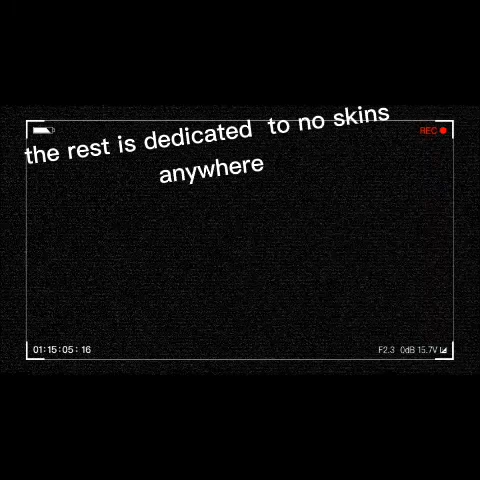 the rest is dedicated to no skins
anywhere
REC
01:15:05:16
F2.3 0dB 15.7V